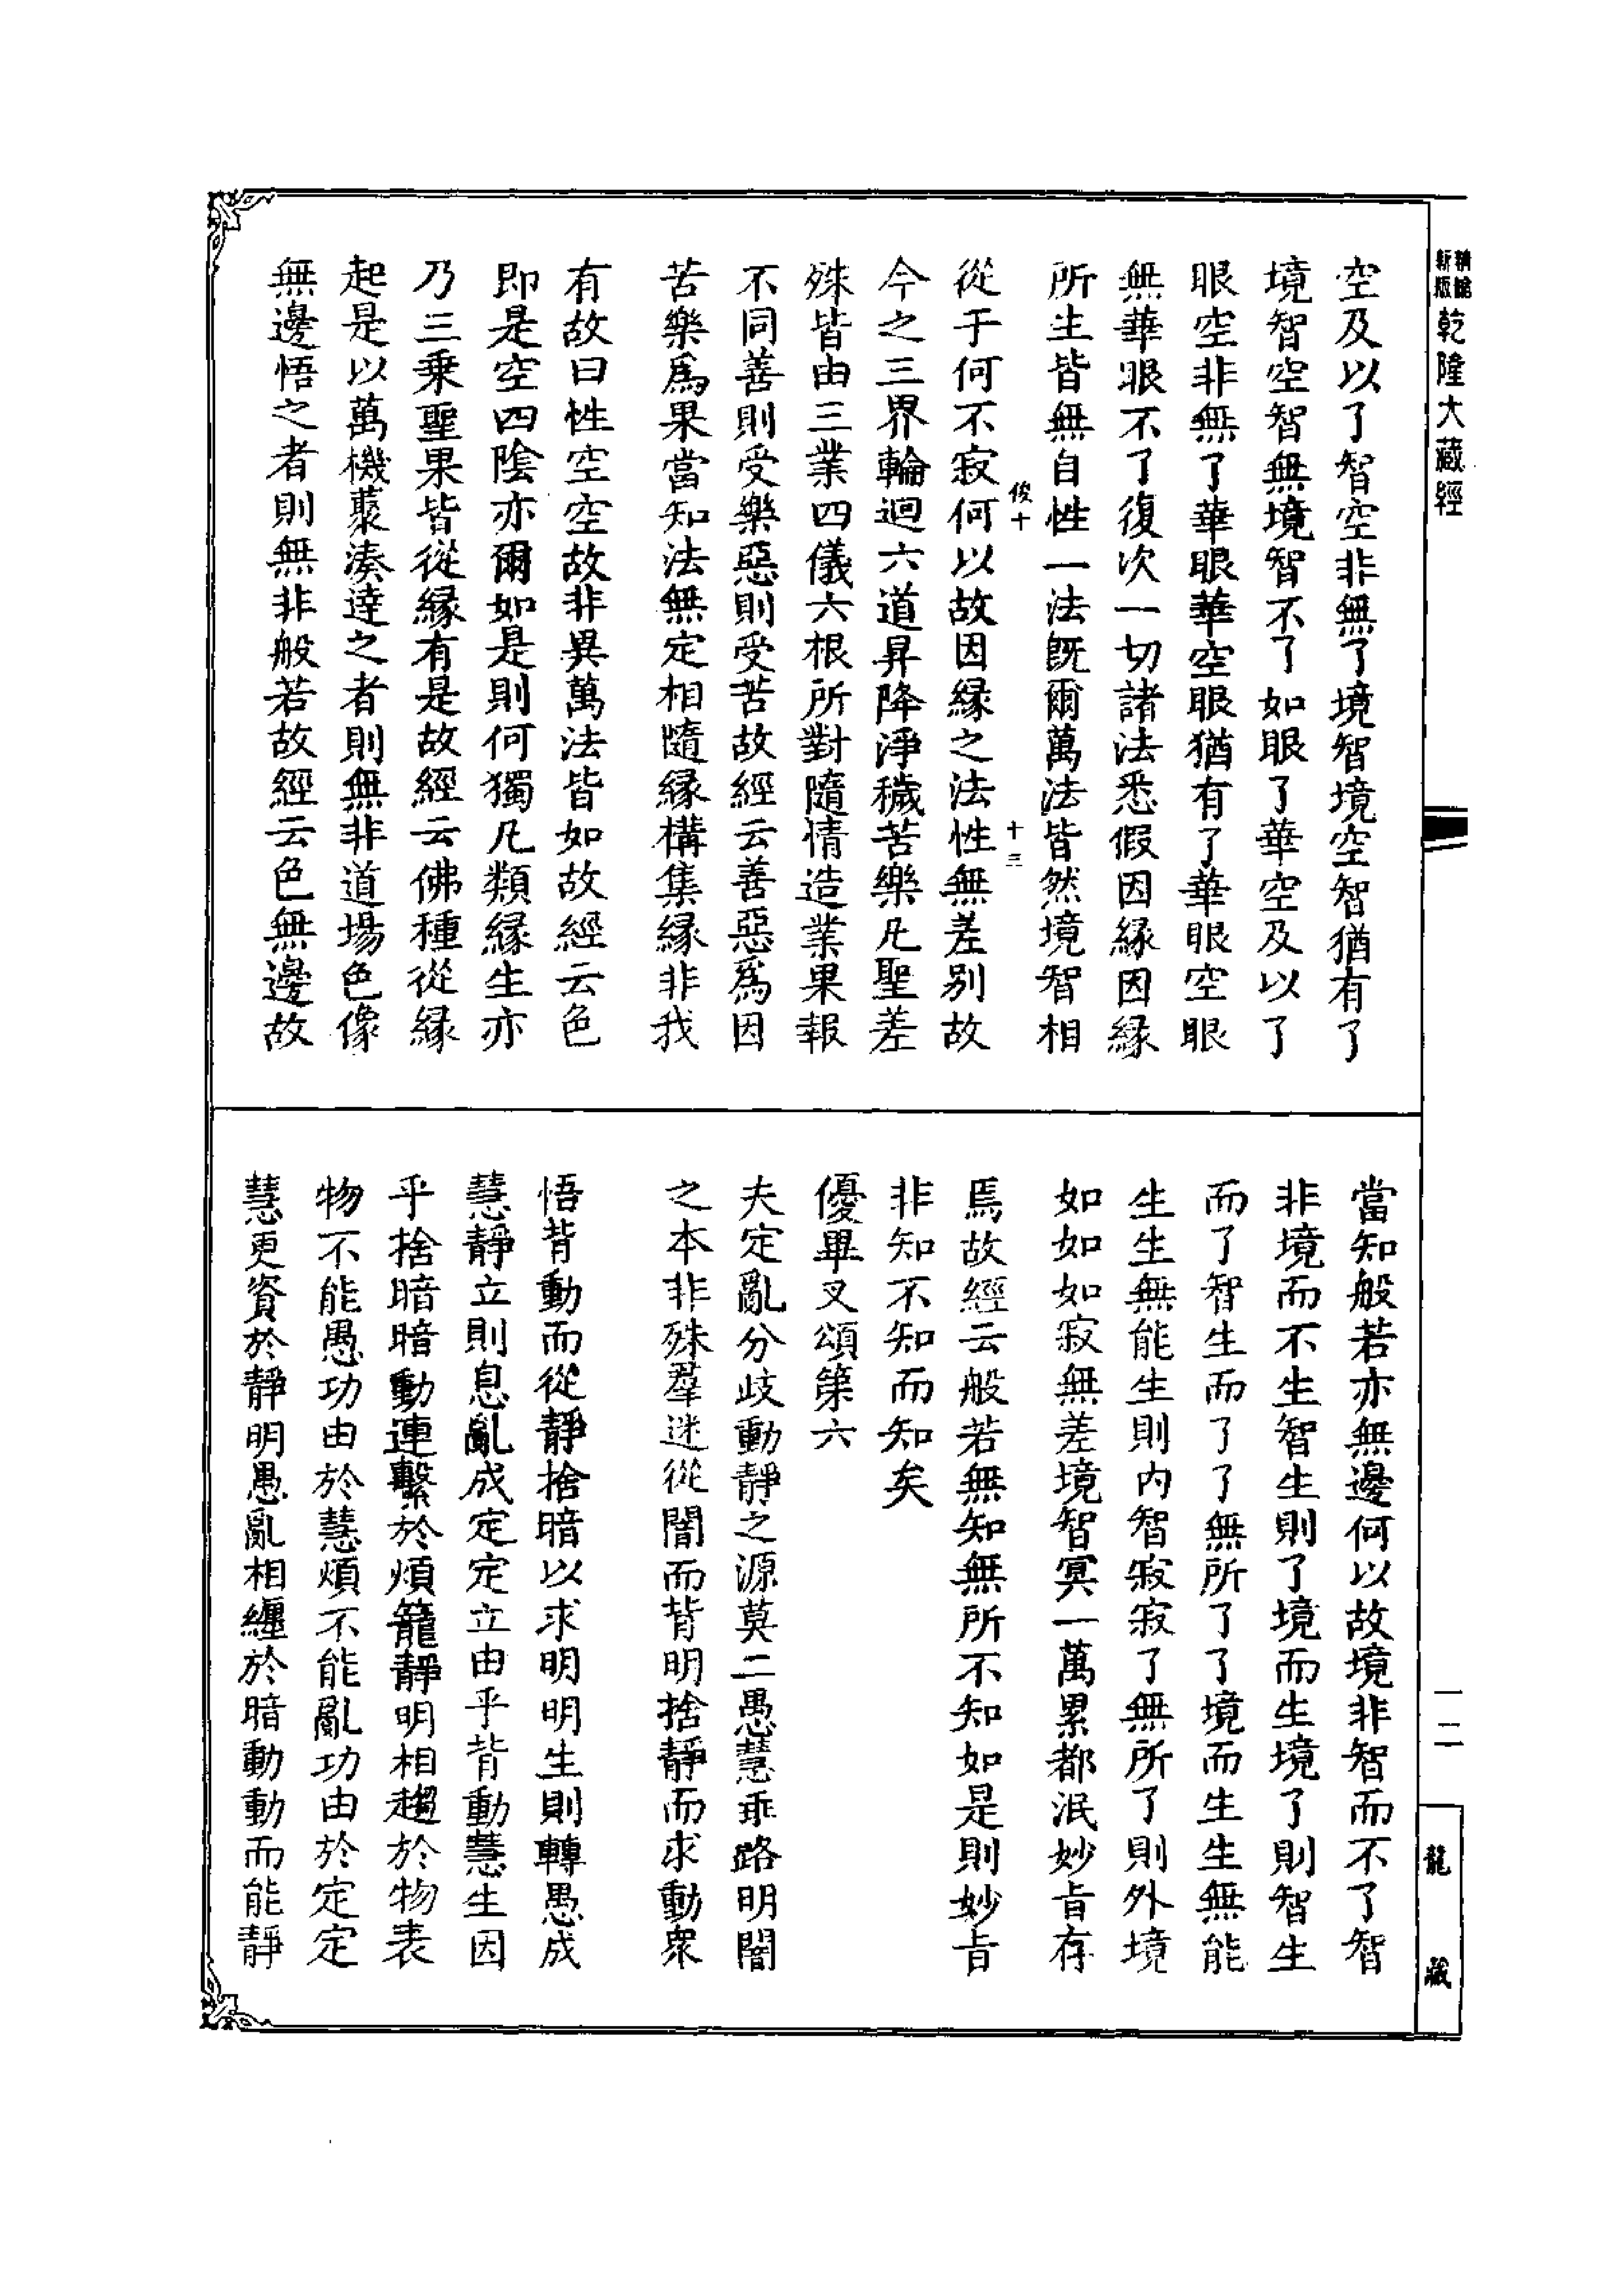 精繪
新版
乾隆大藏經
空及以了智空非無了境智境空智猶有了
境智空智無境智不了如眼了華空及以了
眼空非無了華眼華空眼猶有了華眼空眼
無華眼不了復次一切諸法悉假因緣因緣
所生皆無自性一法旣爾萬法皆然境智相
俊十
十三
從于何不寂何以故因緣之法性無差別故
今之三界輪迴六道昇降淨穢苦樂凡聖差
殊皆由三業四儀六根所對隨情造業果報
不同善則受樂惡則受苦故經云善惡爲因
苦樂爲果當知法無定相隨緣構集緣非我
有故曰性空空故非異萬法皆如故經云色
即是空四陰亦爾如是則何獨凡類緣生亦
乃三乘聖果皆從緣有是故經云佛種從緣
起是以萬機叢湊達之者則無非道場色像
無邊悟之者則無非般若故經云色無邊故
當知般若亦無邊何以故境非智而不了智
非境而不生智生則了境而生境了則智生
而了智生而了了無所了了境而生生無能
生生無能生則內智寂寂了無所了則外境
如如如寂無差境智冥一萬累都泯妙旨存
焉故經云般若無知無所不知如是則妙旨
非知不知而知矣
優畢叉頌第六
夫定亂分歧動靜之源莫二愚慧乖路明闇
之本非殊羣迷從闇而背明捨靜而求動衆
悟背動而從靜捨暗以求明明生則轉愚成
慧靜立則息亂成定定立由乎背動慧生因
乎捨暗暗動連繫於煩籠靜明相趨於物表
物不能愚功由於慧煩不能亂功由於定定
慧更資於靜明愚亂相纏於暗動動而能靜
一二
龍藏